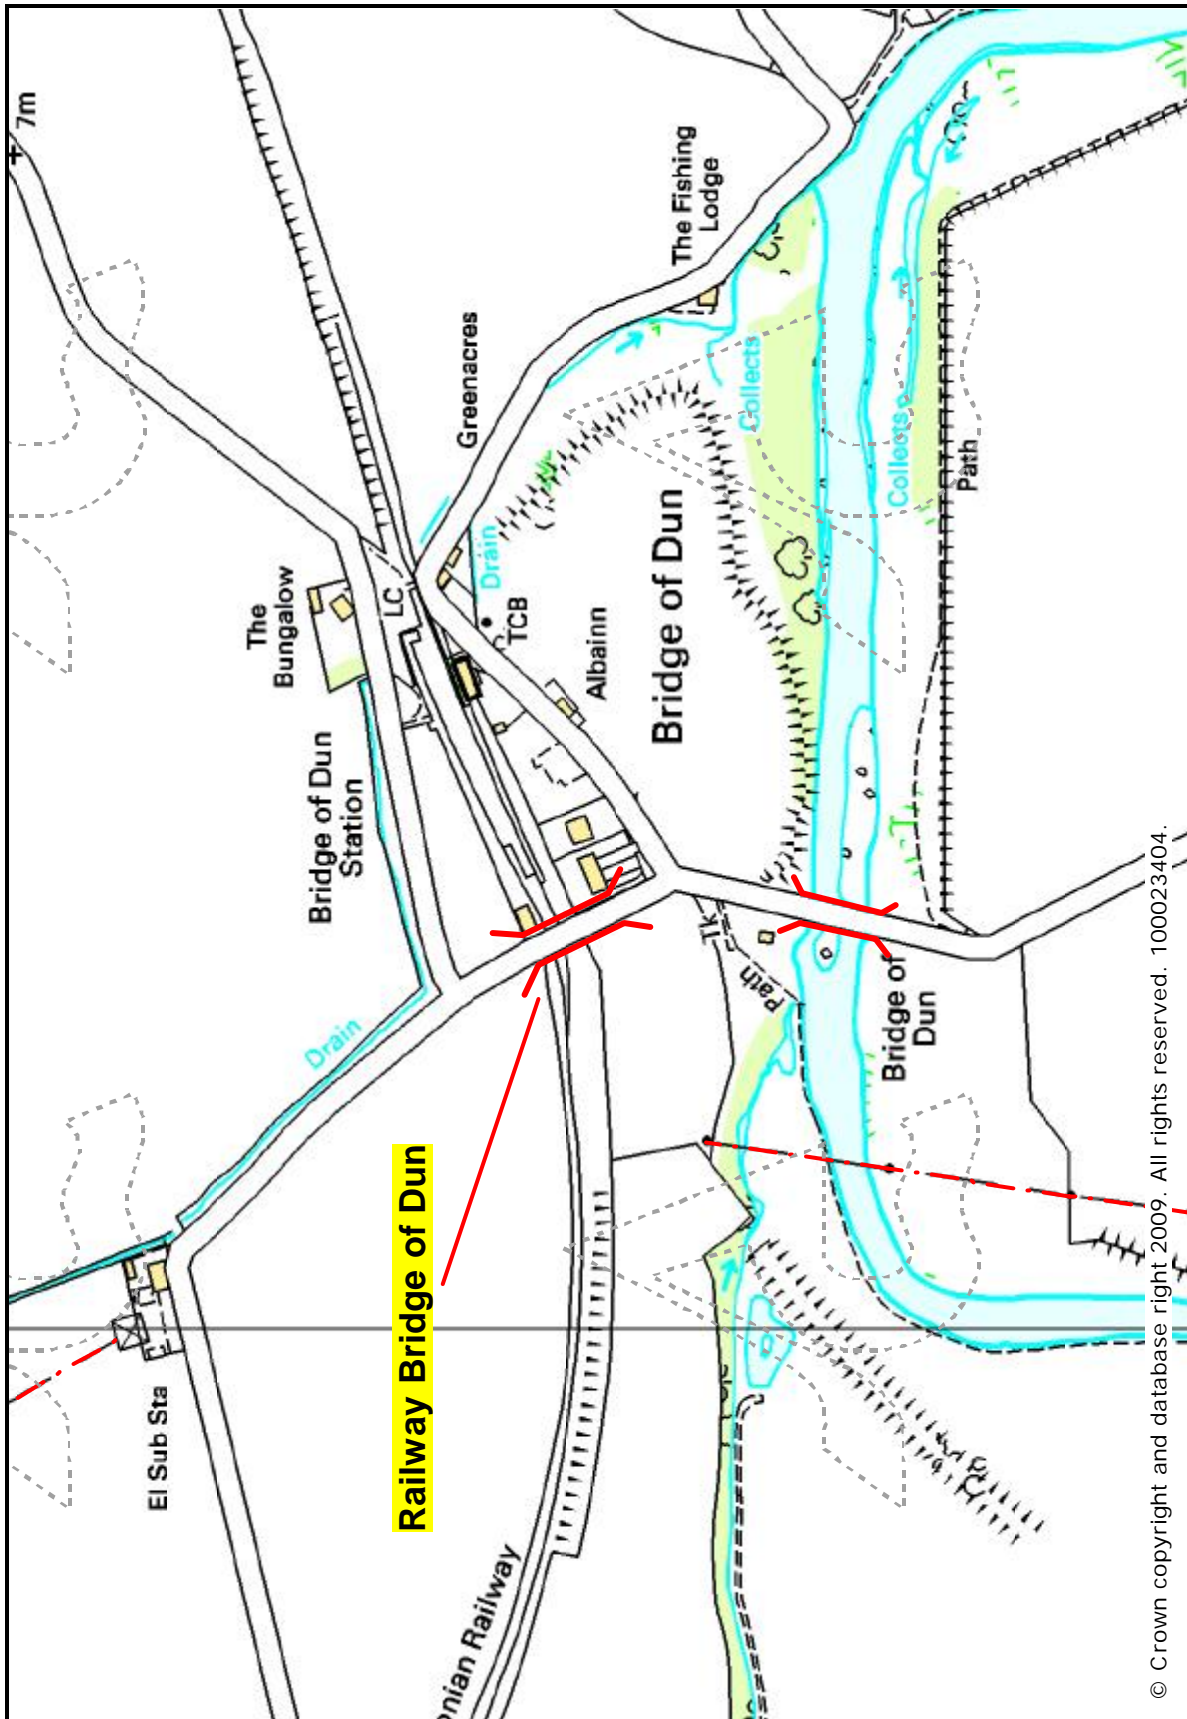 7m
The Fishing
Lodge
Greenacres
Collects
Collects
Path
The
Bungalow
LC
Drain
TCB
Albainn
Bridge of Dun
Bridge of Dun
Station
Tk
Path
Bridge of
Dun
Drain
Railway Bridge of Dun
El Sub Sta
onian Railway
© Crown copyright and database right 2009. All rights reserved. 100023404.